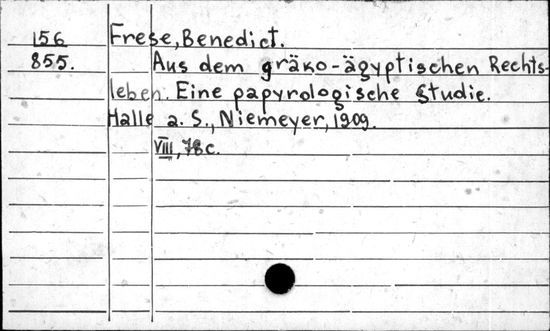 156 Frese, Benedict.
855. Aus dem gräko-ägyptischen Rechts-
leben. Eine papyrologische Studie.
Halle a. S., Niemeyer, 1909.
VIII, 78 c.